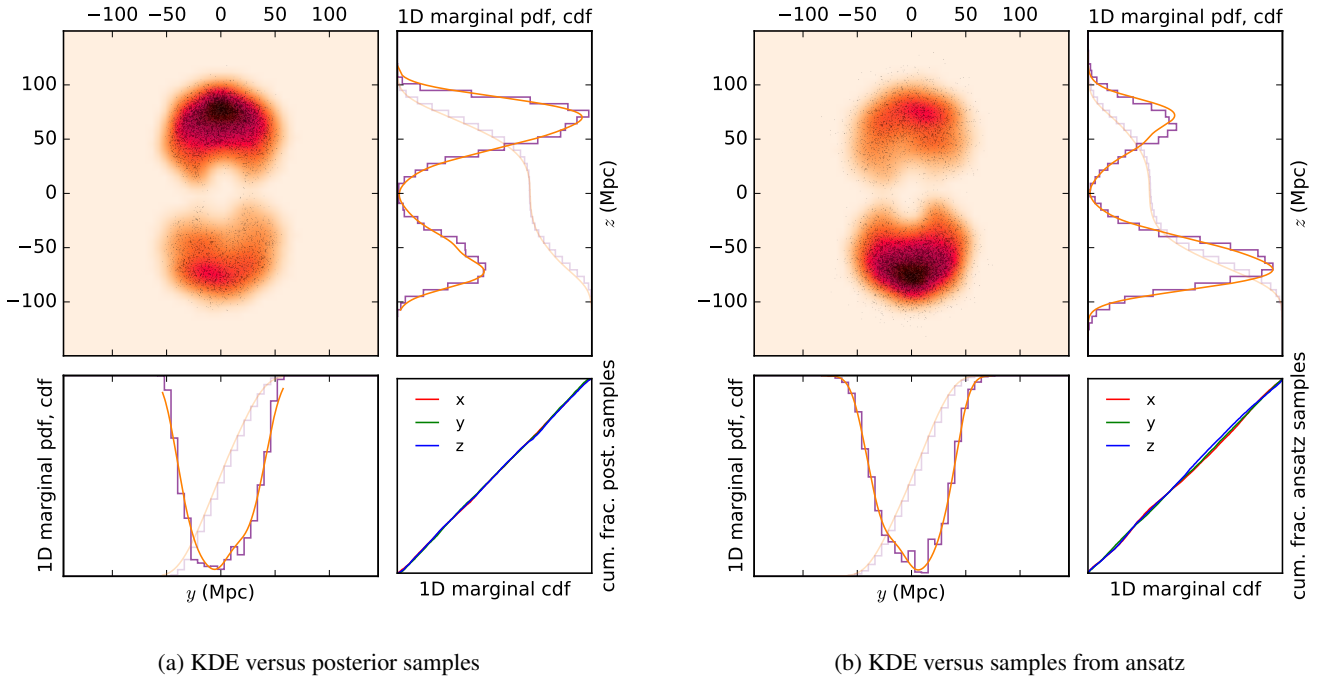 −100 −50 0 50 100
1D marginal pdf, cdf
100
50
0
−50
−100
z (Mpc)
1D marginal pdf, cdf
y (Mpc)
x
y
z
1D marginal cdf
cum. frac. post. samples
(a) KDE versus posterior samples
−100 −50 0 50 100
1D marginal pdf, cdf
100
50
0
−50
−100
z (Mpc)
1D marginal pdf, cdf
y (Mpc)
x
y
z
1D marginal cdf
cum. frac. ansatz samples
(b) KDE versus samples from ansatz